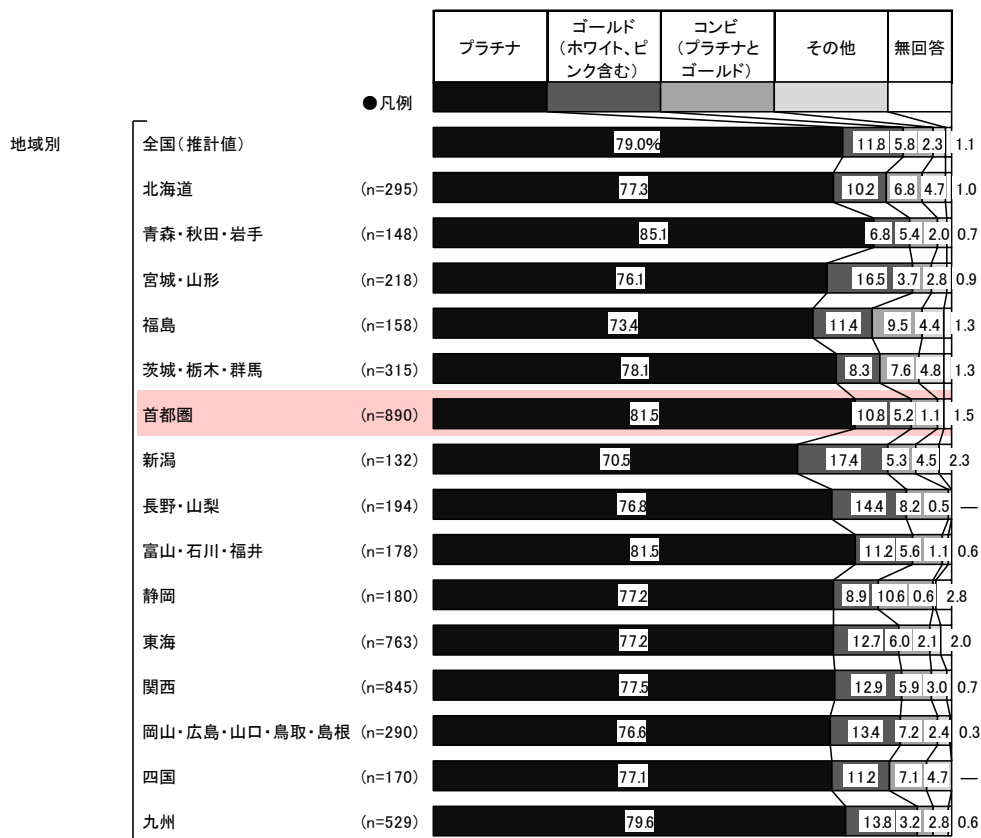 プラチナ
ゴールド
(ホワイト、ピ
ンク含む)
コンビ
(プラチナと
ゴールド)
その他
無回答
●凡例
地域別
全国(推計値) 79.0% 11.8 5.8 2.3 1.1
北海道 (n=295) 77.3 10.2 6.8 4.7 1.0
青森・秋田・岩手 (n=148) 85.1 6.8 5.4 2.0 0.7
宮城・山形 (n=218) 76.1 16.5 3.7 2.8 0.9
福島 (n=158) 73.4 11.4 9.5 4.4 1.3
茨城・栃木・群馬 (n=315) 78.1 8.3 7.6 4.8 1.3
首都圏 (n=890) 81.5 10.8 5.2 1.1 1.5
新潟 (n=132) 70.5 17.4 5.3 4.5 2.3
長野・山梨 (n=194) 76.8 14.4 8.2 0.5 ―
富山・石川・福井 (n=178) 81.5 11.2 5.6 1.1 0.6
静岡 (n=180) 77.2 8.9 10.6 0.6 2.8
東海 (n=763) 77.2 12.7 6.0 2.1 2.0
関西 (n=845) 77.5 12.9 5.9 3.0 0.7
岡山・広島・山口・鳥取・島根 (n=290) 76.6 13.4 7.2 2.4 0.3
四国 (n=170) 77.1 11.2 7.1 4.7 ―
九州 (n=529) 79.6 13.8 3.2 2.8 0.6